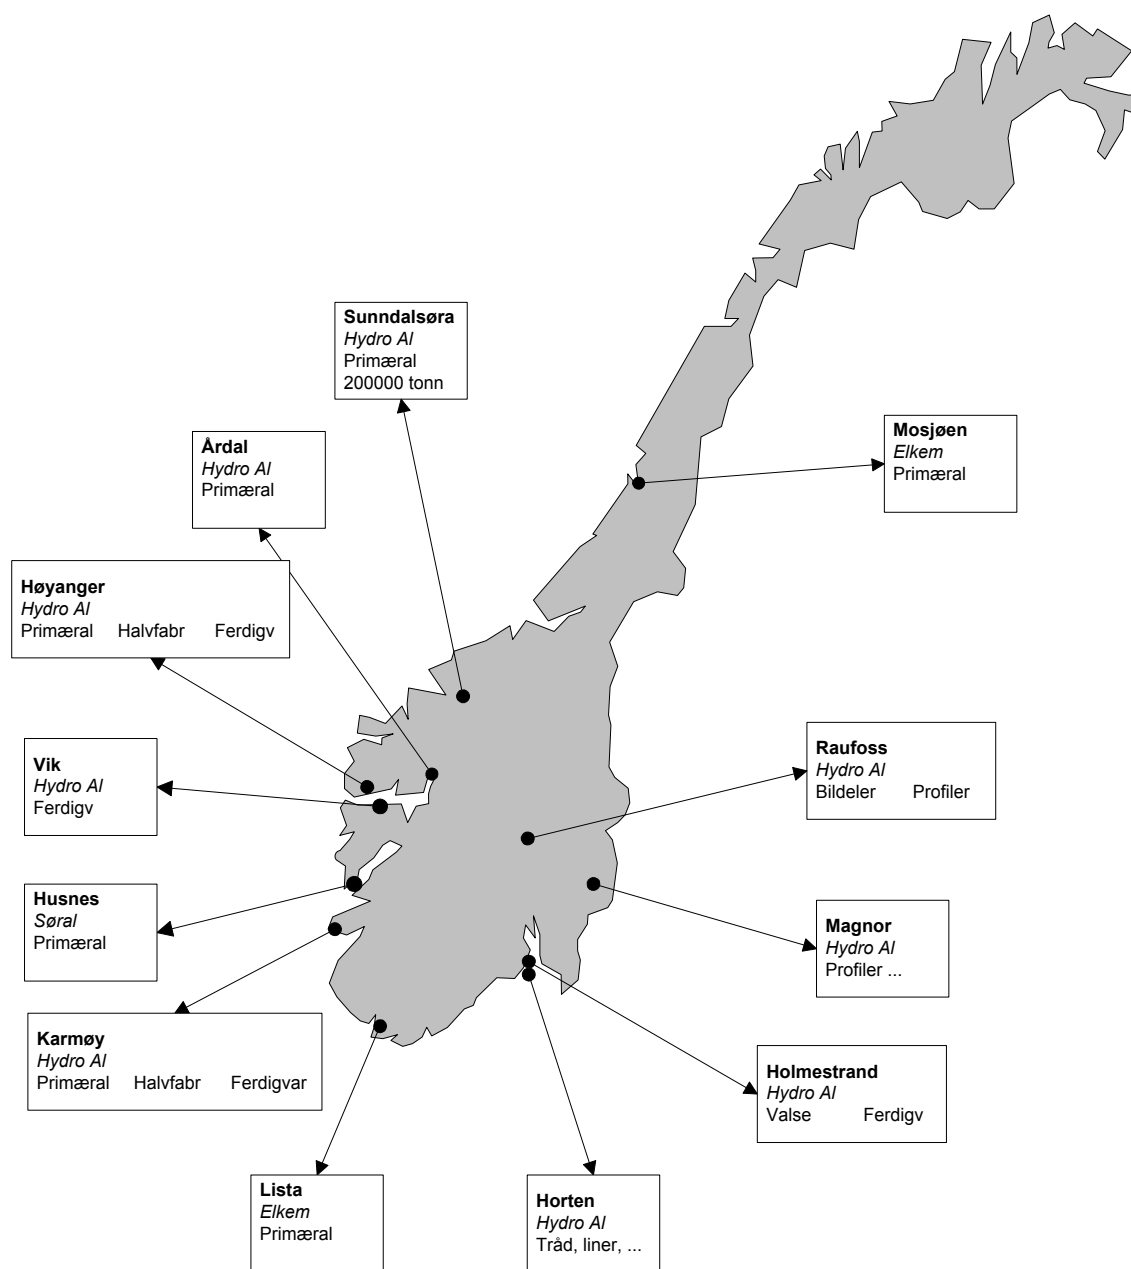 Sunndalsøra
Hydro Al
Primæral
200000 tonn
Mosjøen
Elkem
Primæral
Årdal
Hydro Al
Primæral
Høyanger
Hydro Al
Primæral Halvfabr Ferdigv
Vik
Hydro Al
Ferdigv
Raufoss
Hydro Al
Bildeler Profiler
Husnes
Søral
Primæral
Magnor
Hydro Al
Profiler ...
Karmøy
Hydro Al
Primæral Halvfabr Ferdigvar
Holmestrand
Hydro Al
Valse Ferdigv
Lista
Elkem
Primæral
Horten
Hydro Al
Tråd, liner, ...